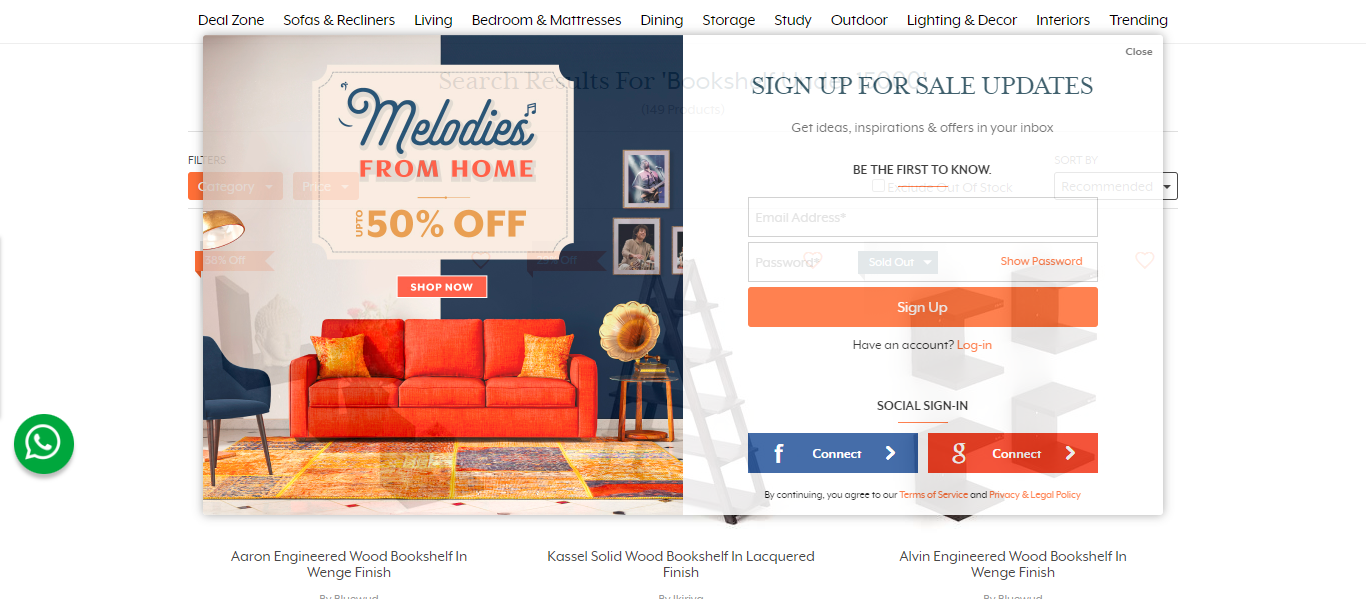 Deal Zone Sofas & Recliners Living Bedroom & Mattresses Dining Storage Study Outdoor Lighting & Decor Interiors Trending
Close
Search Results For 'Bookshelf Under 15000'
(149 Products)
SIGN UP FOR SALE UPDATES
Get ideas, inspirations & offers in your inbox
Melodies
FROM HOME
UPTO 50% OFF
SHOP NOW
FILTERS
Category
Price
BE THE FIRST TO KNOW.
SORT BY
Exclude Out Of Stock
Recommended
Email Address*
Password*
Show Password
38% Off
Off
Sold Out
Sign Up
Have an account? Log-in
SOCIAL SIGN-IN
f Connect
g Connect
By continuing, you agree to our Terms of Service and Privacy & Legal Policy
Aaron Engineered Wood Bookshelf In
Wenge Finish
By Bluewud
Kassel Solid Wood Bookshelf In Lacquered
Finish
By Ikiriya
Alvin Engineered Wood Bookshelf In
Wenge Finish
By Bluewud